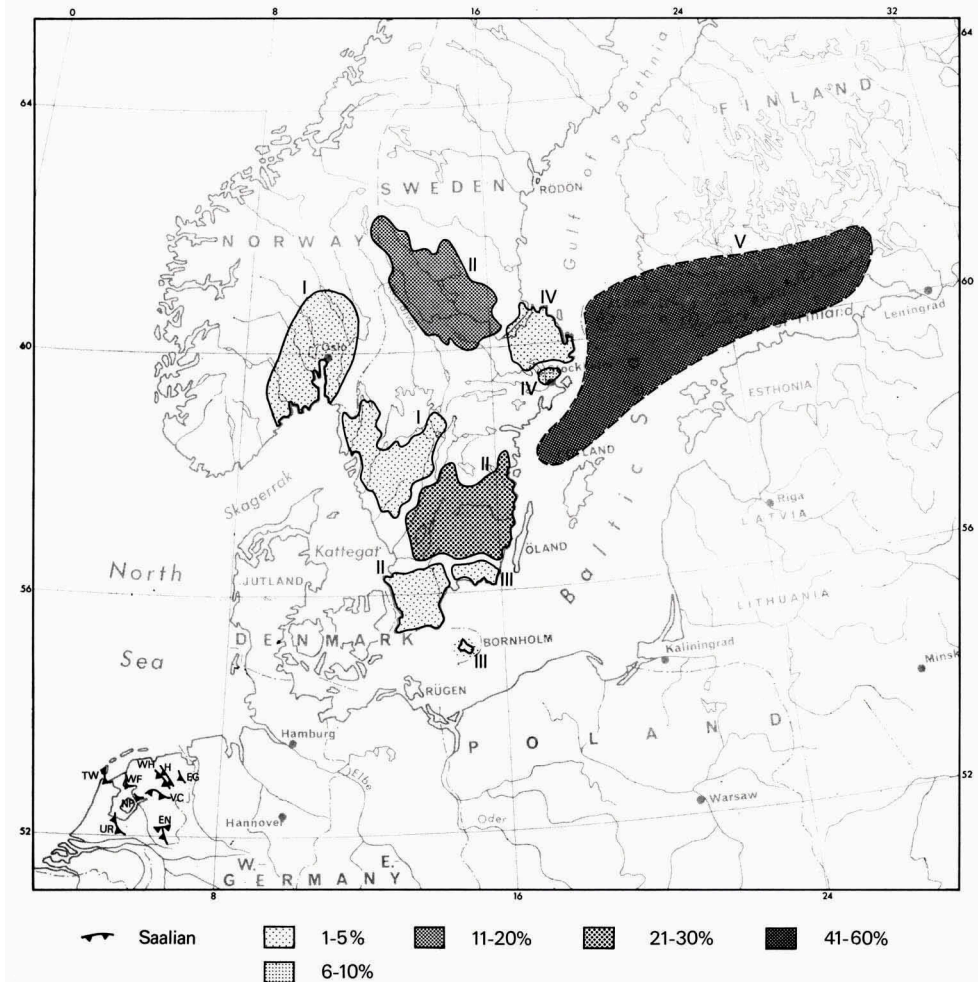 0 8 16 24 32
64
64
FINLAND
Gulf of Bothnia
SWEDEN
RÖDÖN
NORWAY
II
V
I
IV
60
Leningrad
60
Oslo
IV
ESTHONIA
I
II
Skagerrak
Riga
LATVIA
Kattegat
ÖLAND
56
II
III
North
JUTLAND
Baltic
LITHUANIA
56
DENMARK
BORNHOLM
Kaliningrad
Sea
III
Minsk
RÜGEN
Hamburg
POLAND
WH H
TW WF EG
Elbe
52
NP VC
Warsaw
UR EN
Hannover
Oder
52
W. E.
GERMANY
8 16 24
Saalian 1-5% 11-20% 21-30% 41-60%
6-10%